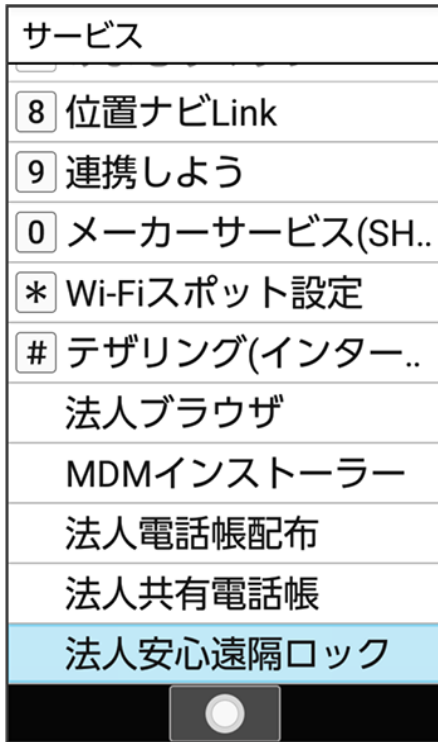 サービス
8 位置ナビLink
9 連携しよう
0 メーカーサービス(SH..
* Wi-Fiスポット設定
# テザリング(インター..
法人ブラウザ
MDMインストーラー
法人電話帳配布
法人共有電話帳
法人安心遠隔ロック